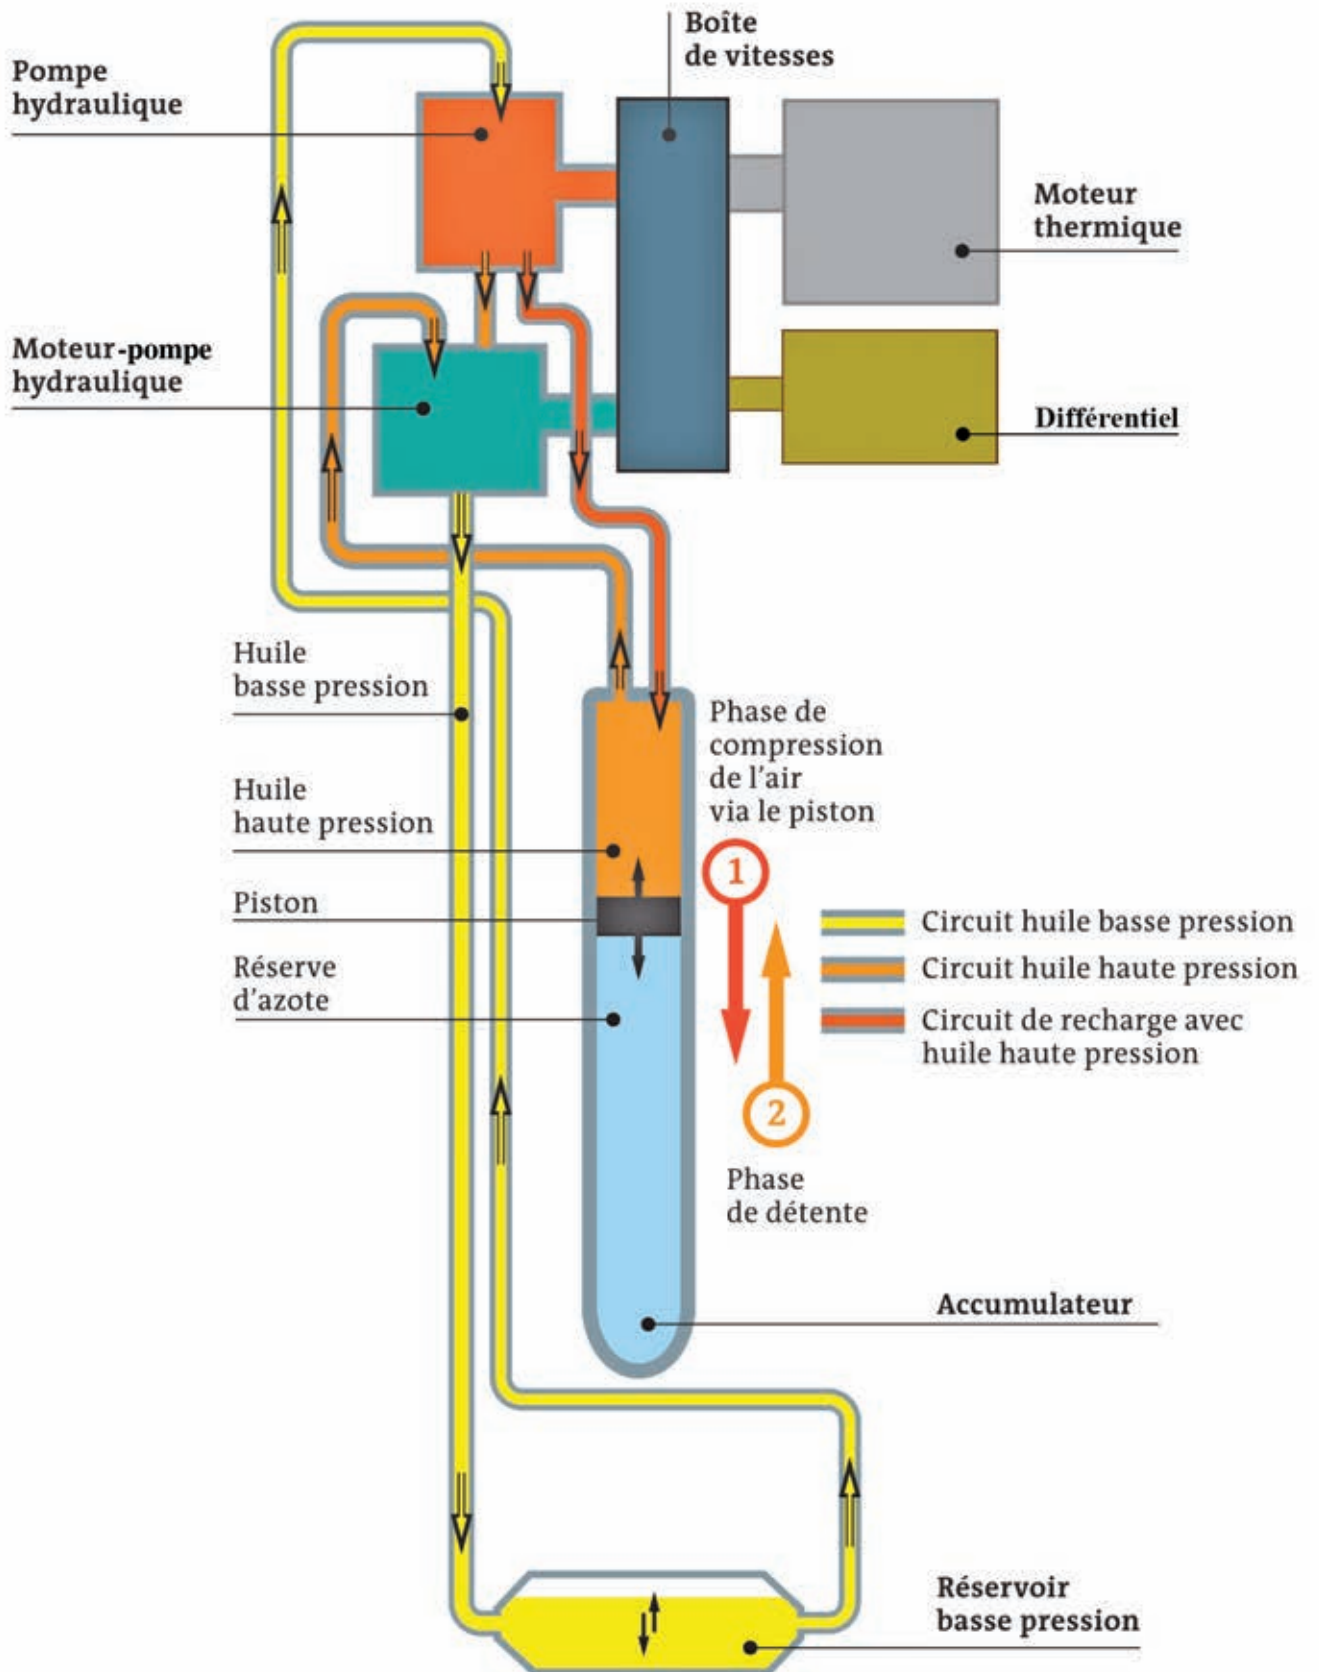 Boîte
de vitesses
Pompe
hydraulique
Moteur
thermique
Moteur-pompe
hydraulique
Différentiel
Huile
basse pression
Phase de
compression
de l'air
via le piston
Huile
haute pression
1
Piston
Circuit huile basse pression
Réserve
d'azote
Circuit huile haute pression
Circuit de recharge avec
huile haute pression
2
Phase
de détente
Accumulateur
Réservoir
basse pression